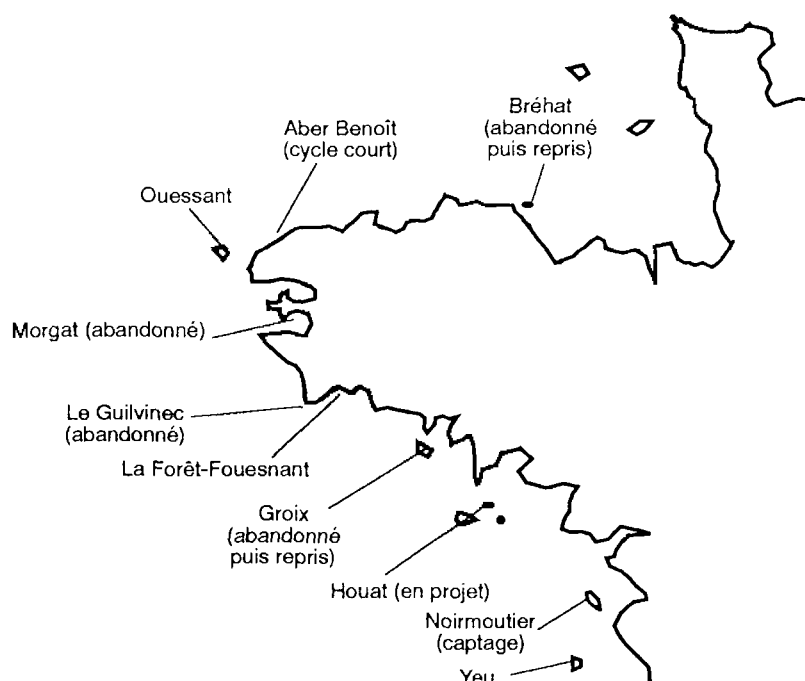 Bréhat
(abandonné
puis repris)
Aber Benoît
(cycle court)
Ouessant
Morgat (abandonné)
Le Guilvinec
(abandonné)
La Forêt-Fouesnant
Groix
(abandonné
puis repris)
Houat (en projet)
Noirmoutier
(captage)
Yeu